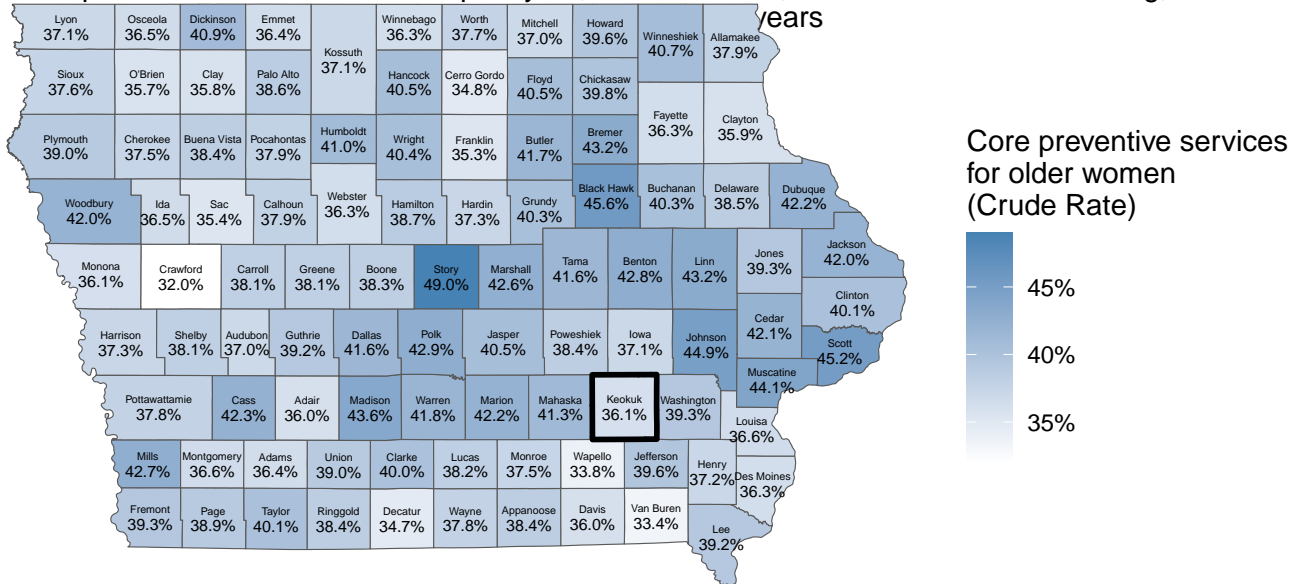 years
Lyon
37.1%
Osceola
36.5%
Dickinson
40.9%
Emmet
36.4%
Kossuth
37.1%
Winnebago
36.3%
Worth
37.7%
Mitchell
37.0%
Howard
39.6%
Winneshiek
40.7%
Allamakee
37.9%
Sioux
37.6%
O'Brien
35.7%
Clay
35.8%
Palo Alto
38.6%
Hancock
40.5%
Cerro Gordo
34.8%
Floyd
40.5%
Chickasaw
39.8%
Fayette
36.3%
Clayton
35.9%
Plymouth
39.0%
Cherokee
37.5%
Buena Vista
38.4%
Pocahontas
37.9%
Humboldt
41.0%
Wright
40.4%
Franklin
35.3%
Butler
41.7%
Bremer
43.2%
Woodbury
42.0%
Ida
36.5%
Sac
35.4%
Calhoun
37.9%
Webster
36.3%
Hamilton
38.7%
Hardin
37.3%
Grundy
40.3%
Black Hawk
45.6%
Buchanan
40.3%
Delaware
38.5%
Dubuque
42.2%
Monona
36.1%
Crawford
32.0%
Carroll
38.1%
Greene
38.1%
Boone
38.3%
Story
49.0%
Marshall
42.6%
Tama
41.6%
Benton
42.8%
Linn
43.2%
Jones
39.3%
Jackson
42.0%
Clinton
40.1%
Harrison
37.3%
Shelby
38.1%
Audubon
37.0%
Guthrie
39.2%
Dallas
41.6%
Polk
42.9%
Jasper
40.5%
Poweshiek
38.4%
Iowa
37.1%
Johnson
44.9%
Cedar
42.1%
Scott
45.2%
Muscatine
44.1%
Pottawattamie
37.8%
Cass
42.3%
Adair
36.0%
Madison
43.6%
Warren
41.8%
Marion
42.2%
Mahaska
41.3%
Keokuk
36.1%
Washington
39.3%
Louisa
36.6%
Mills
42.7%
Montgomery
36.6%
Adams
36.4%
Union
39.0%
Clarke
40.0%
Lucas
38.2%
Monroe
37.5%
Wapello
33.8%
Jefferson
39.6%
Henry
37.2%
Des Moines
36.3%
Fremont
39.3%
Page
38.9%
Taylor
40.1%
Ringgold
38.4%
Decatur
34.7%
Wayne
37.8%
Appanoose
38.4%
Davis
36.0%
Van Buren
33.4%
Lee
39.2%
Core preventive services
for older women
(Crude Rate)
45%
40%
35%